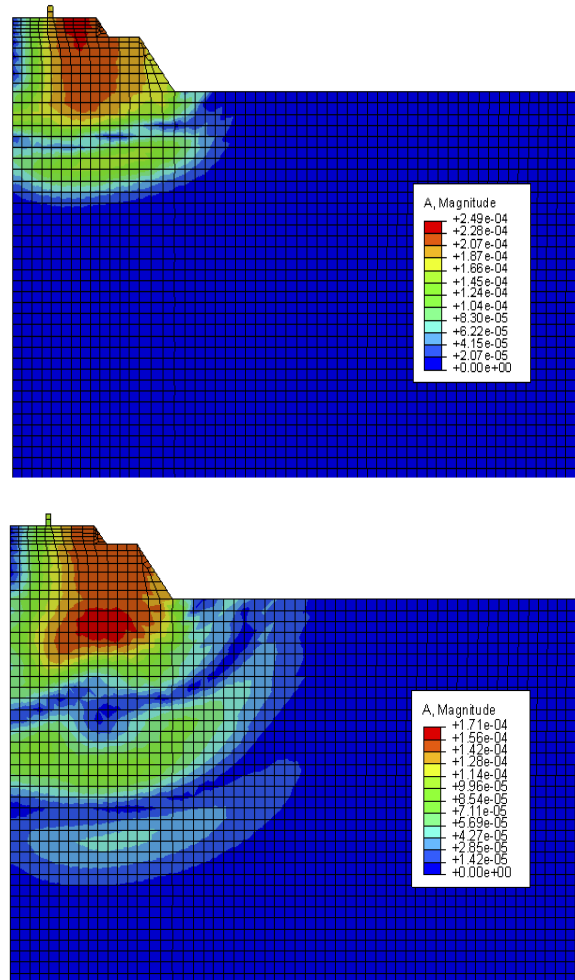 A, Magnitude
+2.49e-04
+2.28e-04
+2.07e-04
+1.87e-04
+1.66e-04
+1.45e-04
+1.24e-04
+1.04e-04
+8.30e-05
+6.22e-05
+4.15e-05
+2.07e-05
+0.00e+00
A, Magnitude
+1.71e-04
+1.56e-04
+1.42e-04
+1.28e-04
+1.14e-04
+9.96e-05
+8.54e-05
+7.11e-05
+5.69e-05
+4.27e-05
+2.85e-05
+1.42e-05
+0.00e+00